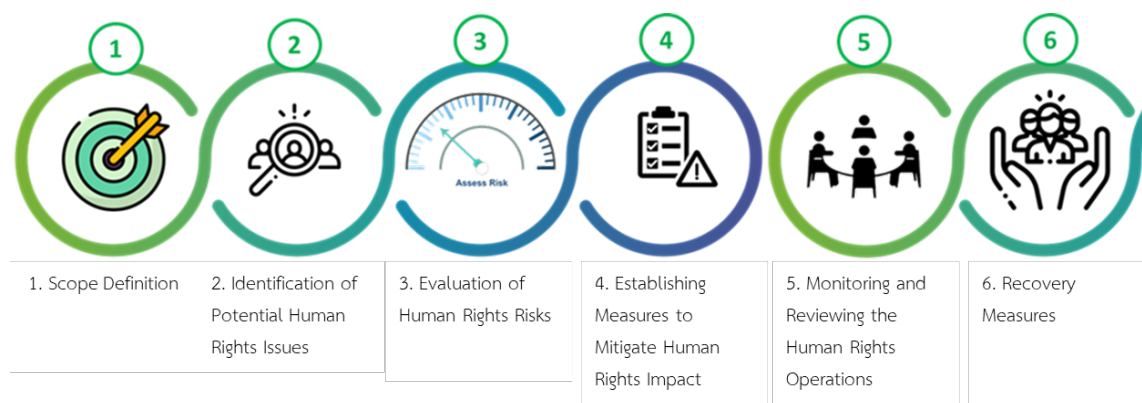 1
2
3
4
5
6
Assess Risk
1. Scope Definition
2. Identification of
Potential Human
Rights Issues
3. Evaluation of
Human Rights Risks
4. Establishing
Measures to
Mitigate Human
Rights Impact
5. Monitoring and
Reviewing the
Human Rights
Operations
6. Recovery
Measures